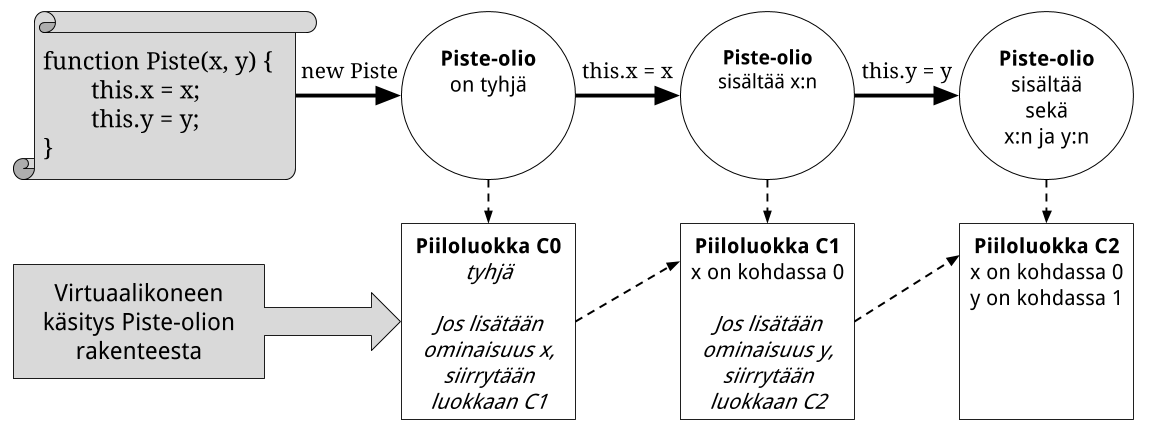 function Piste(x, y) {
this.x = x;
this.y = y;
}
new Piste
Piste-olio
on tyhjä
this.x = x
Piste-olio
sisältää x:n
this.y = y
Piste-olio
sisältää
sekä
x:n ja y:n
Virtuaalikoneen
käsitys Piste-olion
rakenteesta
Piiloluokka C0
tyhjä
Jos lisätään
ominaisuus x,
siirrytään
luokkaan C1
Piiloluokka C1
x on kohdassa 0
Jos lisätään
ominaisuus y,
siirrytään
luokkaan C2
Piiloluokka C2
x on kohdassa 0
y on kohdassa 1